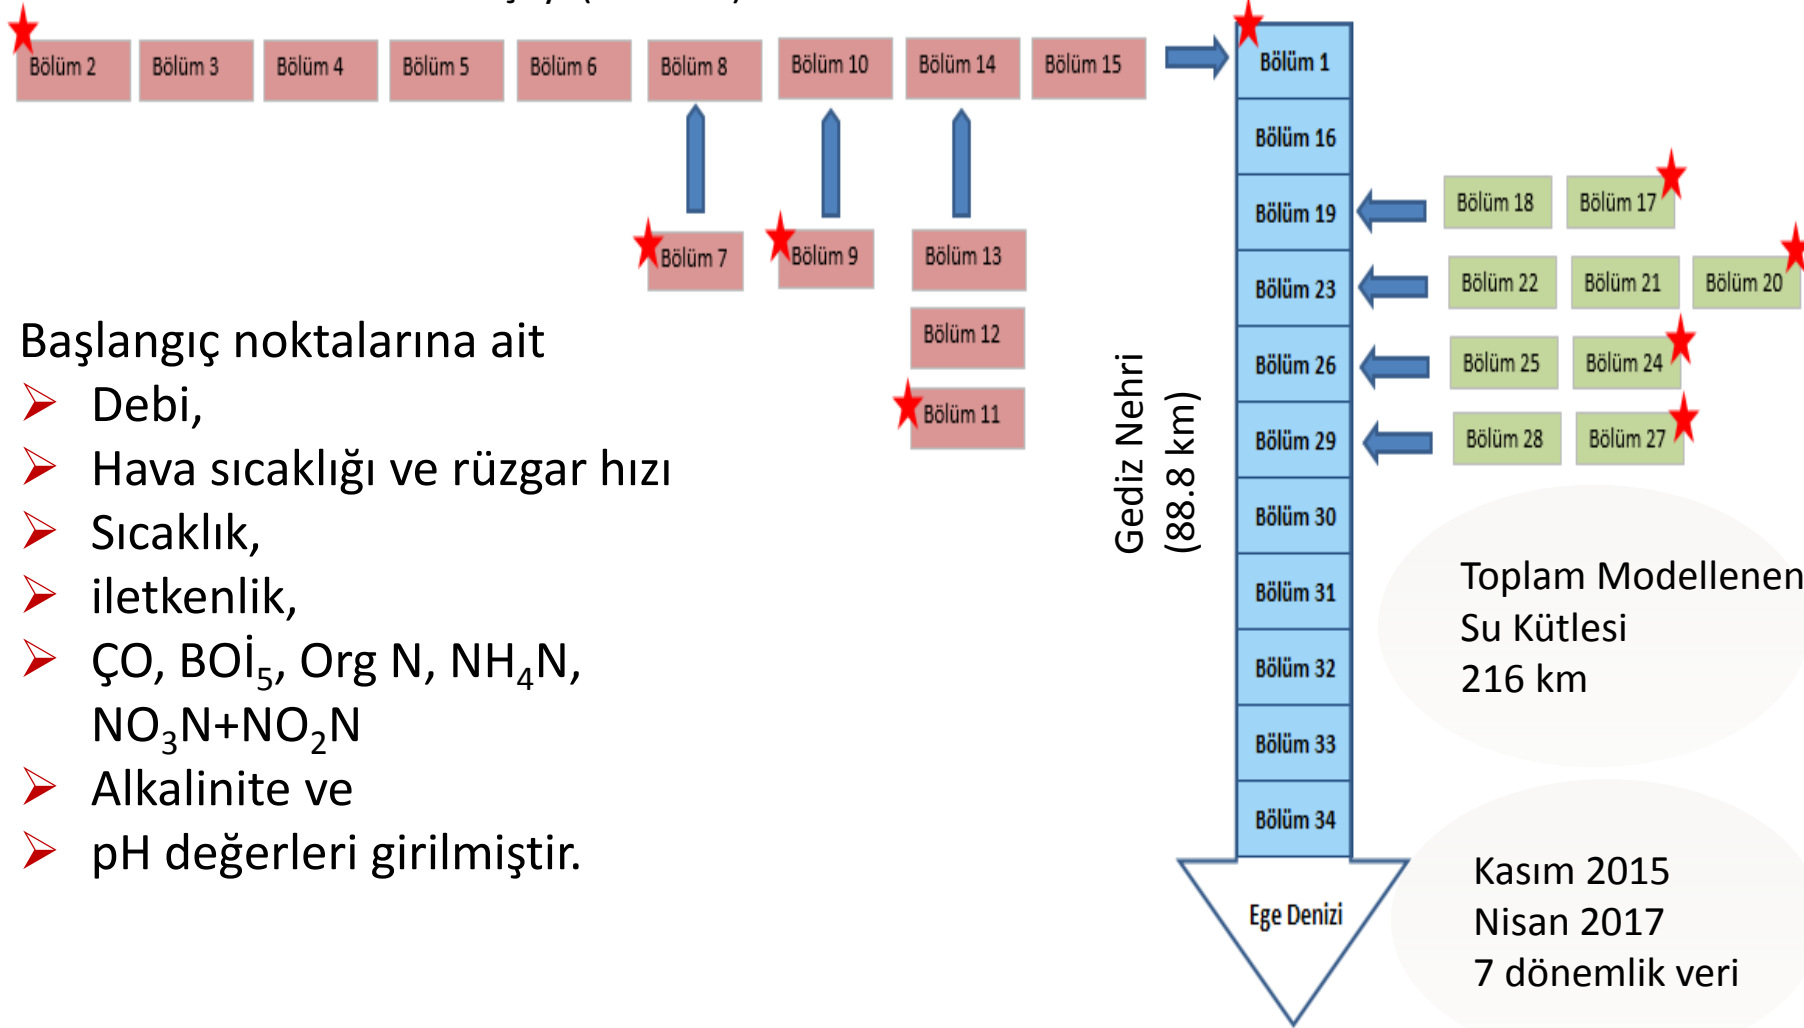 Bölüm 2 Bölüm 3 Bölüm 4 Bölüm 5 Bölüm 6 Bölüm 8 Bölüm 10 Bölüm 14 Bölüm 15
Bölüm 7 Bölüm 9 Bölüm 13
Bölüm 12
Bölüm 11
Başlangıç noktalarına ait
Debi,
Hava sıcaklığı ve rüzgar hızı
Sıcaklık,
iletkenlik,
ÇO, BOİ₅, Org N, NH₄N,
NO₃N+NO₂N
Alkalinite ve
pH değerleri girilmiştir.
Gediz Nehri
(88.8 km)
Bölüm 1
Bölüm 16
Bölüm 19
Bölüm 23
Bölüm 26
Bölüm 29
Bölüm 30
Bölüm 31
Bölüm 32
Bölüm 33
Bölüm 34
Ege Denizi
Bölüm 18 Bölüm 17
Bölüm 22 Bölüm 21 Bölüm 20
Bölüm 25 Bölüm 24
Bölüm 28 Bölüm 27
Toplam Modellenen
Su Kütlesi
216 km
Kasım 2015
Nisan 2017
7 dönemlik veri